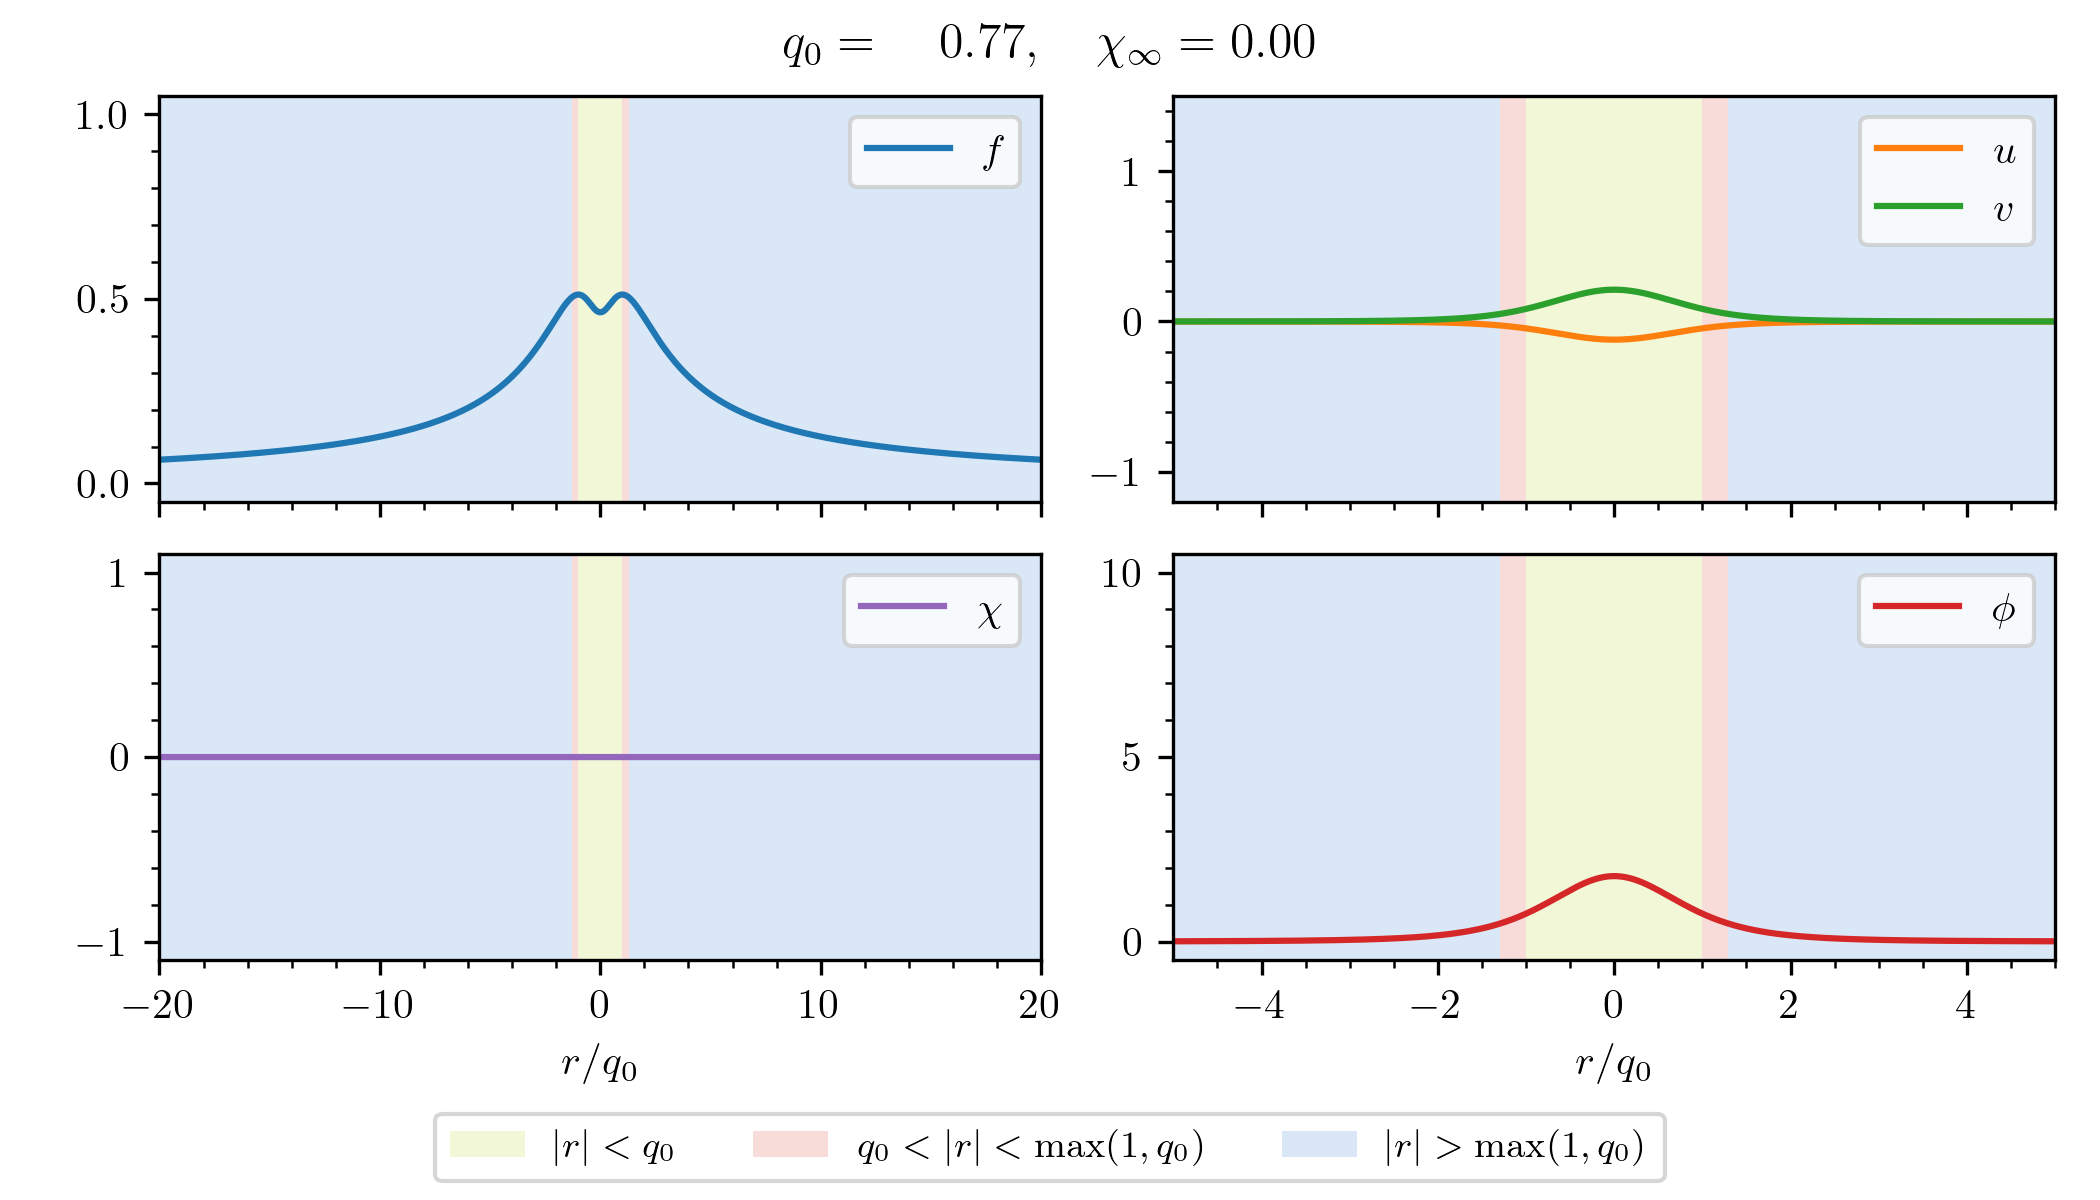 q₀ = 0.77, χ∞ = 0.00
1.0
0.5
0.0
f
1
0
−1
u
v
1
0
−1
χ
−20 −10 0 10 20
r/q₀
10
5
0
ϕ
−4 −2 0 2 4
r/q₀
|r| < q₀ q₀ < |r| < max(1, q₀) |r| > max(1, q₀)